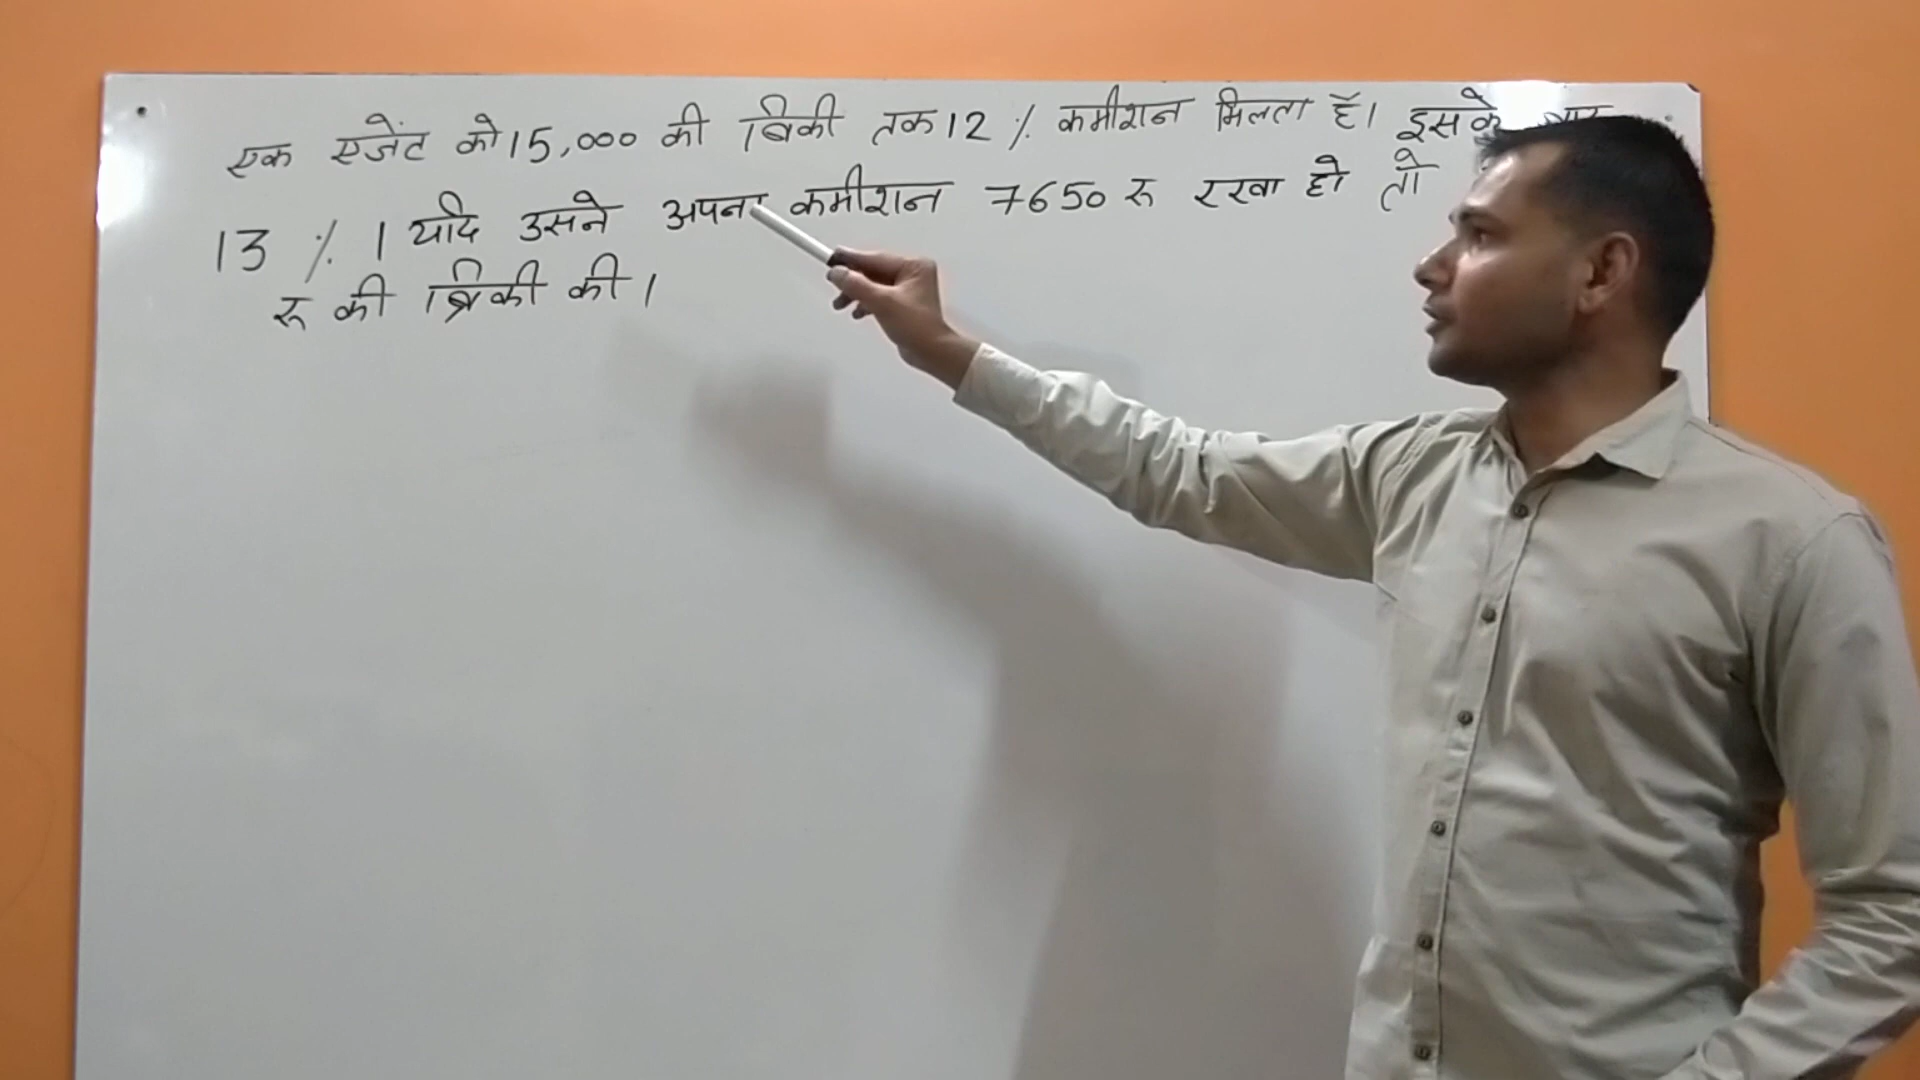 एक एजेंट को 15,000 की बिक्री तक 12 % कमीशन मिलता है। इसके
13 % । यदि उसने अपना कमीशन 7650 रू रखा हो तो
रू की बिक्री की।